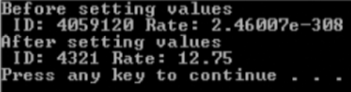 Before setting values
 ID: 4059120 Rate: 2.46007e-308
After setting values
 ID: 4321 Rate: 12.75
Press any key to continue . . .